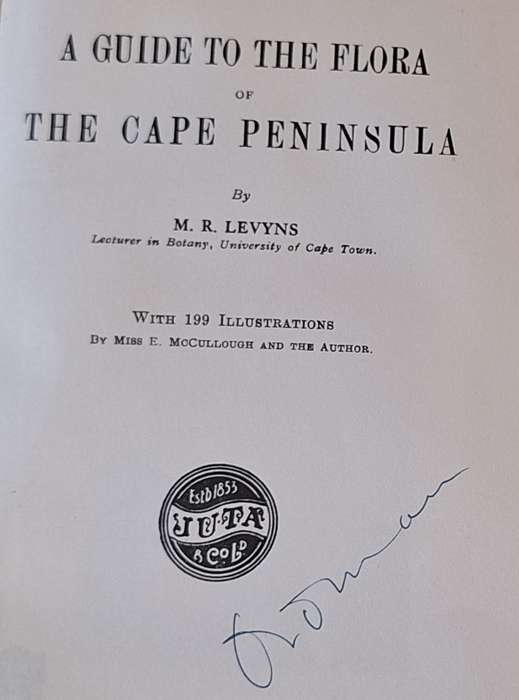 A GUIDE TO THE FLORA
OF
THE CAPE PENINSULA
By
M. R. LEVYNS
Lecturer in Botany, University of Cape Town.
WITH 199 ILLUSTRATIONS
BY MISS E. MCCULLOUGH AND THE AUTHOR.
Estb 1853
JUTA
& Co LD